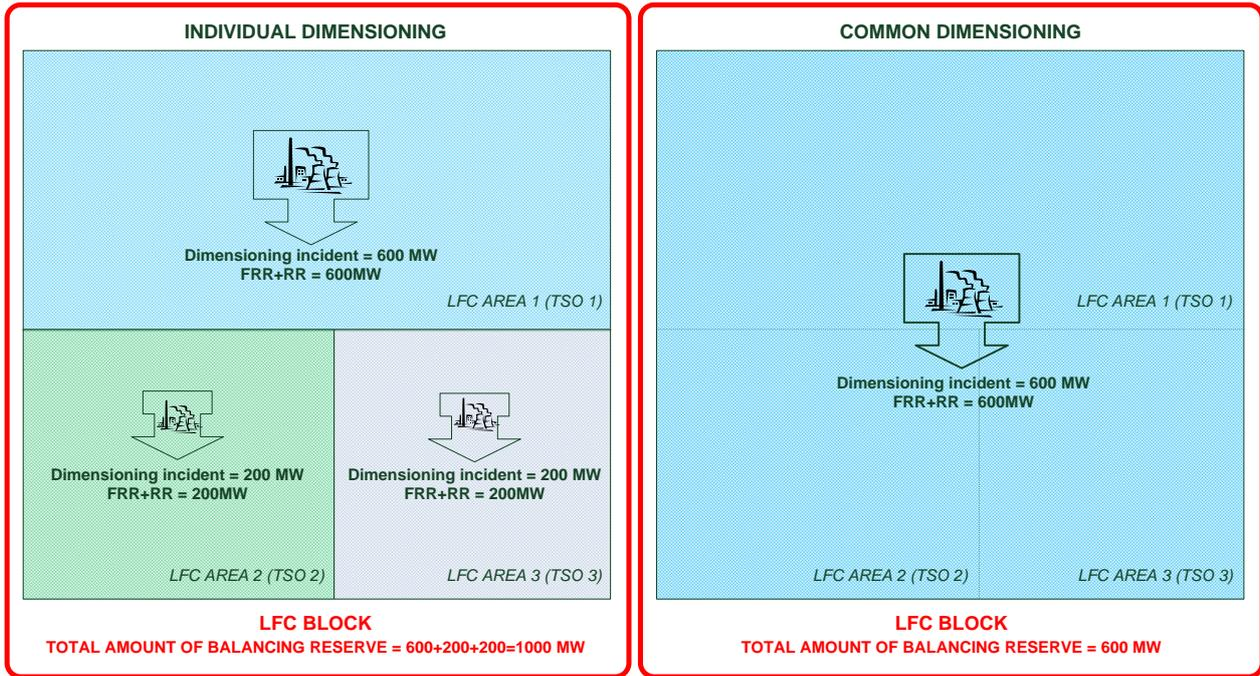 INDIVIDUAL DIMENSIONING
Dimensioning incident = 600 MW
FRR+RR = 600MW
LFC AREA 1 (TSO 1)
Dimensioning incident = 200 MW
FRR+RR = 200MW
LFC AREA 2 (TSO 2)
Dimensioning incident = 200 MW
FRR+RR = 200MW
LFC AREA 3 (TSO 3)
LFC BLOCK
TOTAL AMOUNT OF BALANCING RESERVE = 600+200+200=1000 MW
COMMON DIMENSIONING
LFC AREA 1 (TSO 1)
Dimensioning incident = 600 MW
FRR+RR = 600MW
LFC AREA 2 (TSO 2)
LFC AREA 3 (TSO 3)
LFC BLOCK
TOTAL AMOUNT OF BALANCING RESERVE = 600 MW